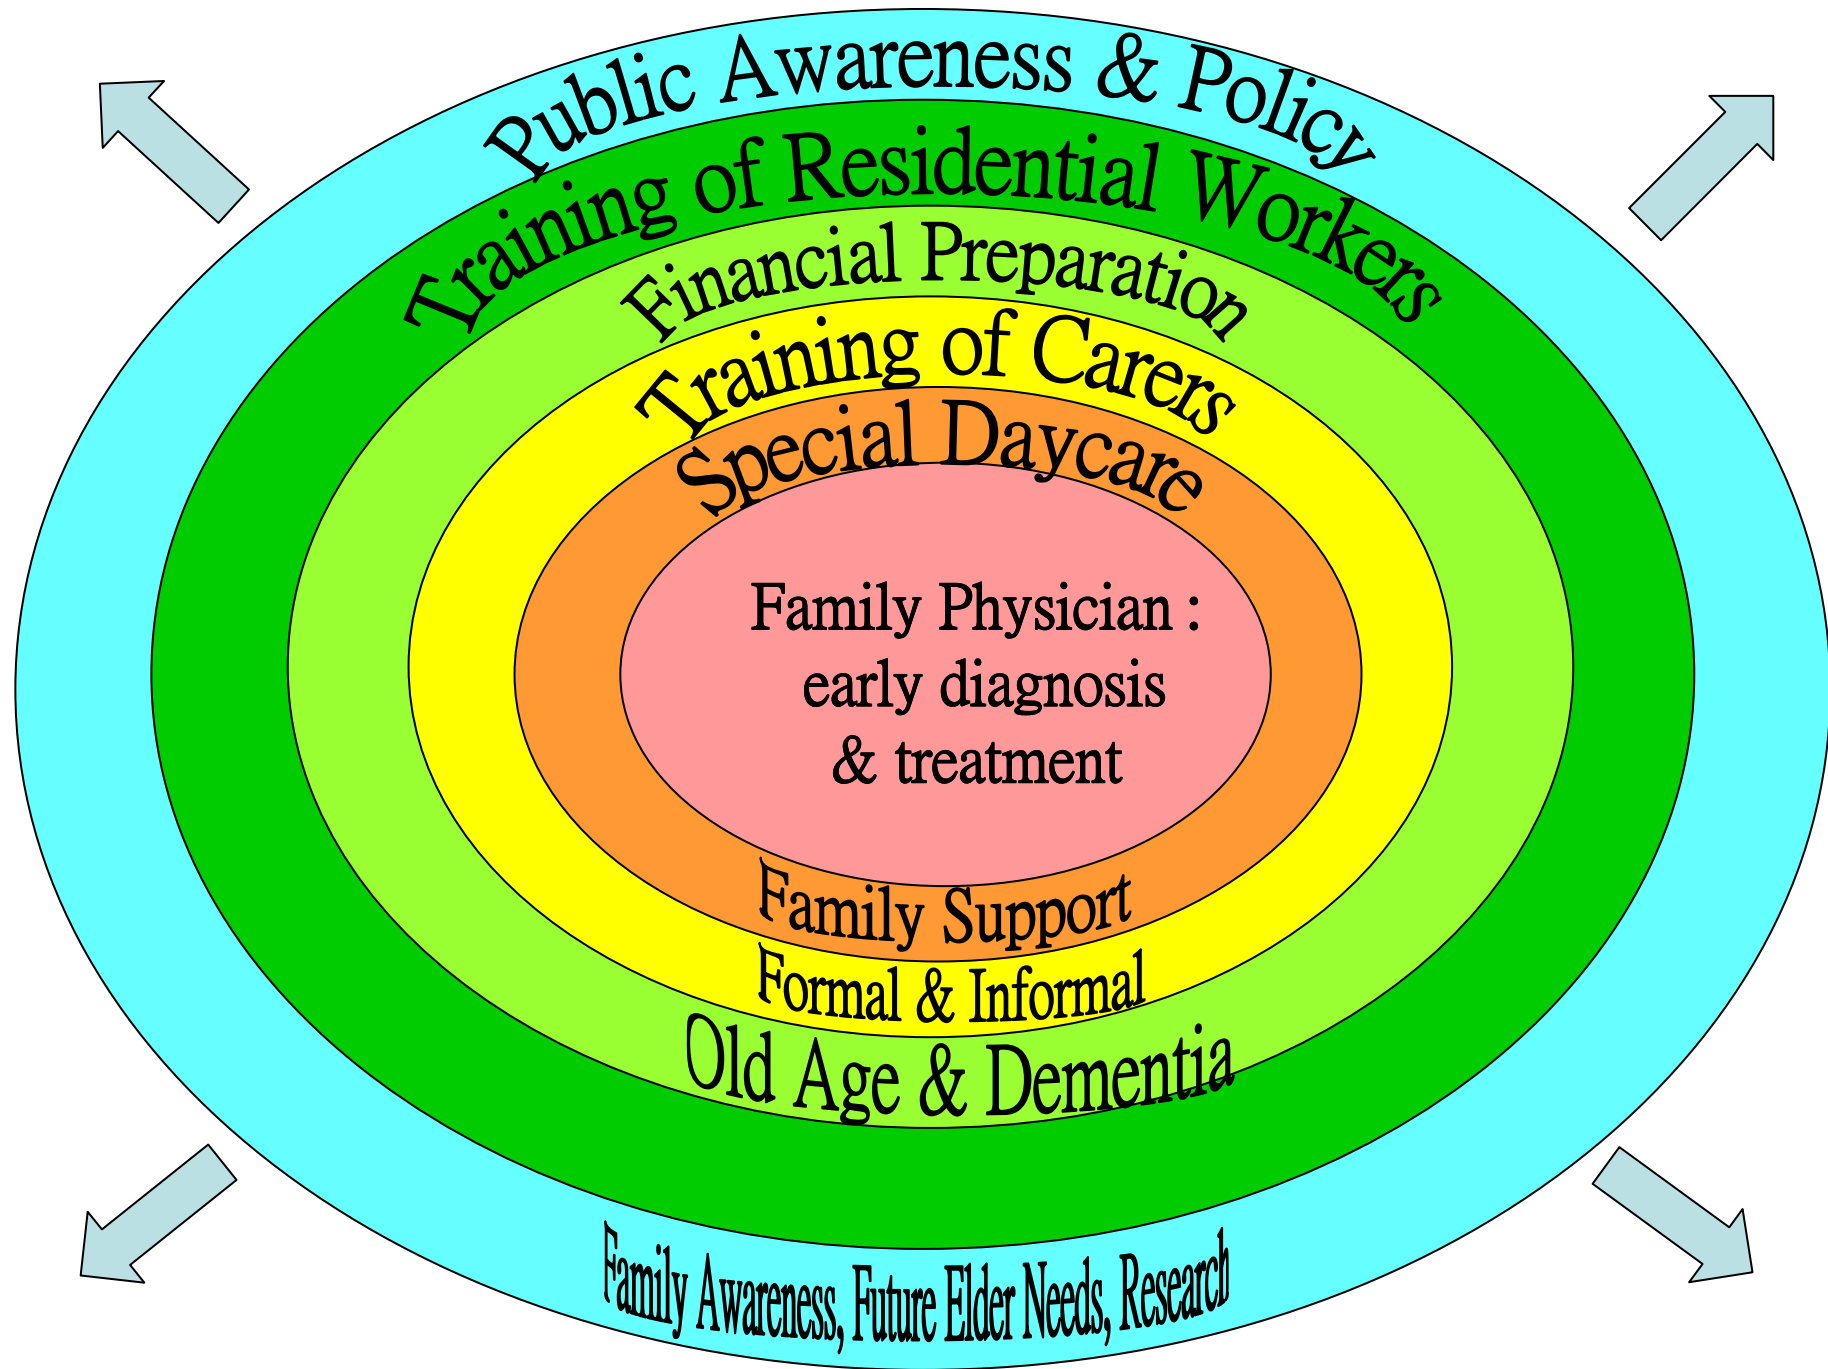 Public Awareness & Policy
Training of Residential Workers
Financial Preparation
Training of Carers
Special Daycare
Family Physician :
early diagnosis
& treatment
Family Support
Formal & Informal
Old Age & Dementia
Family Awareness, Future Elder Needs, Research